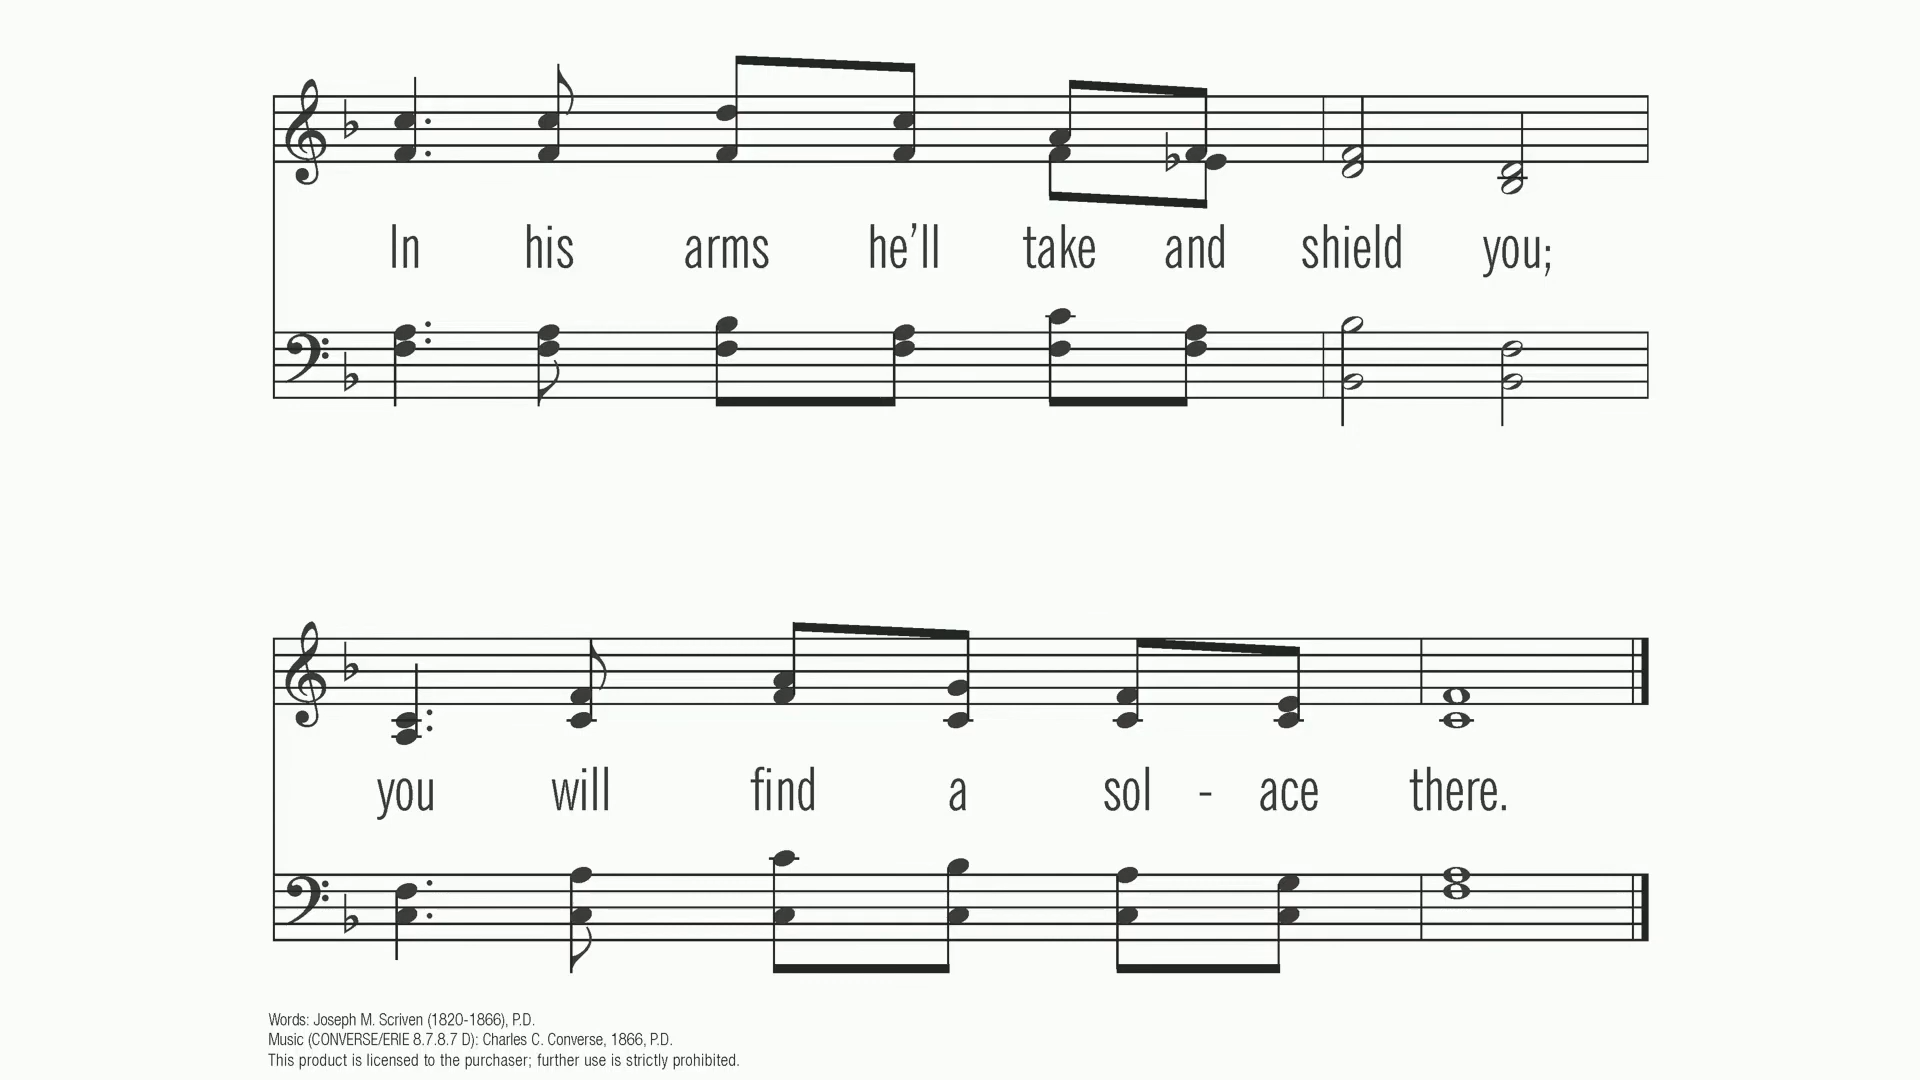 In his arms he’ll take and shield you;
you will find a sol - ace there.
Words: Joseph M. Scriven (1820-1866), P.D.
Music (CONVERSE/ERIE 8.7.8.7 D): Charles C. Converse, 1866, P.D.
This product is licensed to the purchaser; further use is strictly prohibited.